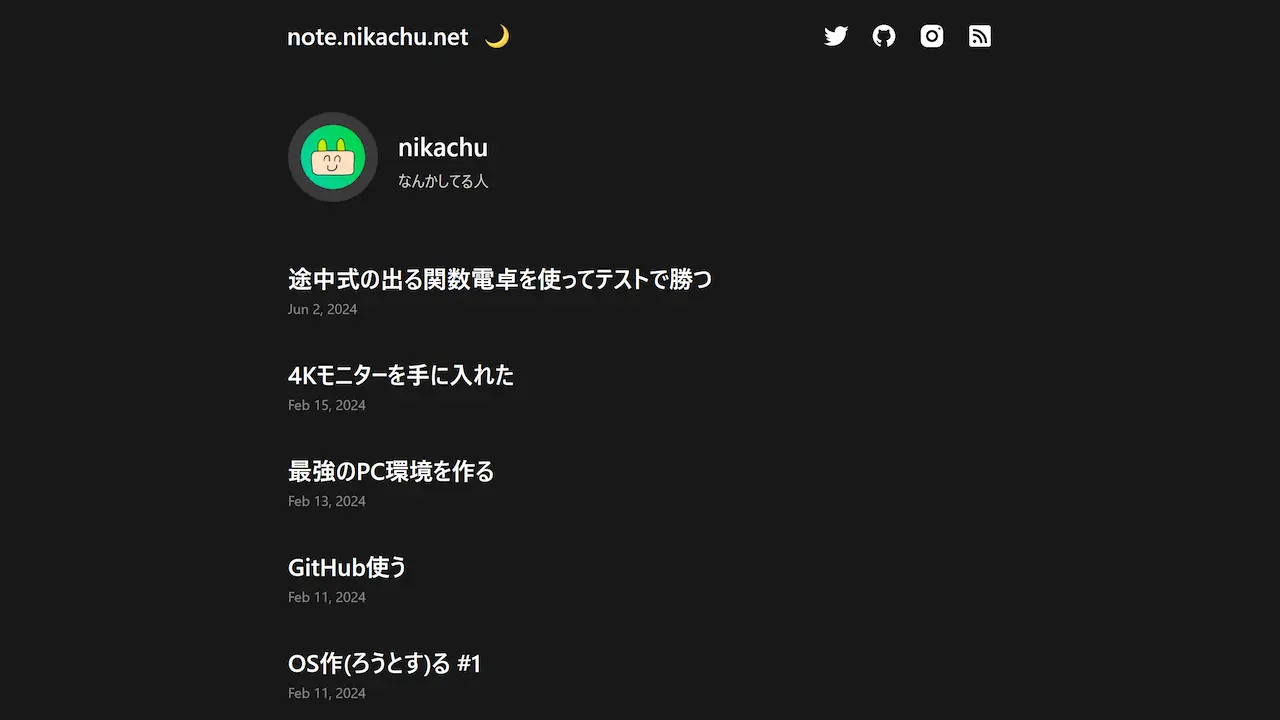 note.nikachu.net 🌙
nikachu
なんかしてる人
途中式の出る関数電卓を使ってテストで勝つ
Jun 2, 2024
4Kモニターを手に入れた
Feb 15, 2024
最強のPC環境を作る
Feb 13, 2024
GitHub使う
Feb 11, 2024
OS作(ろうとす)る #1
Feb 11, 2024